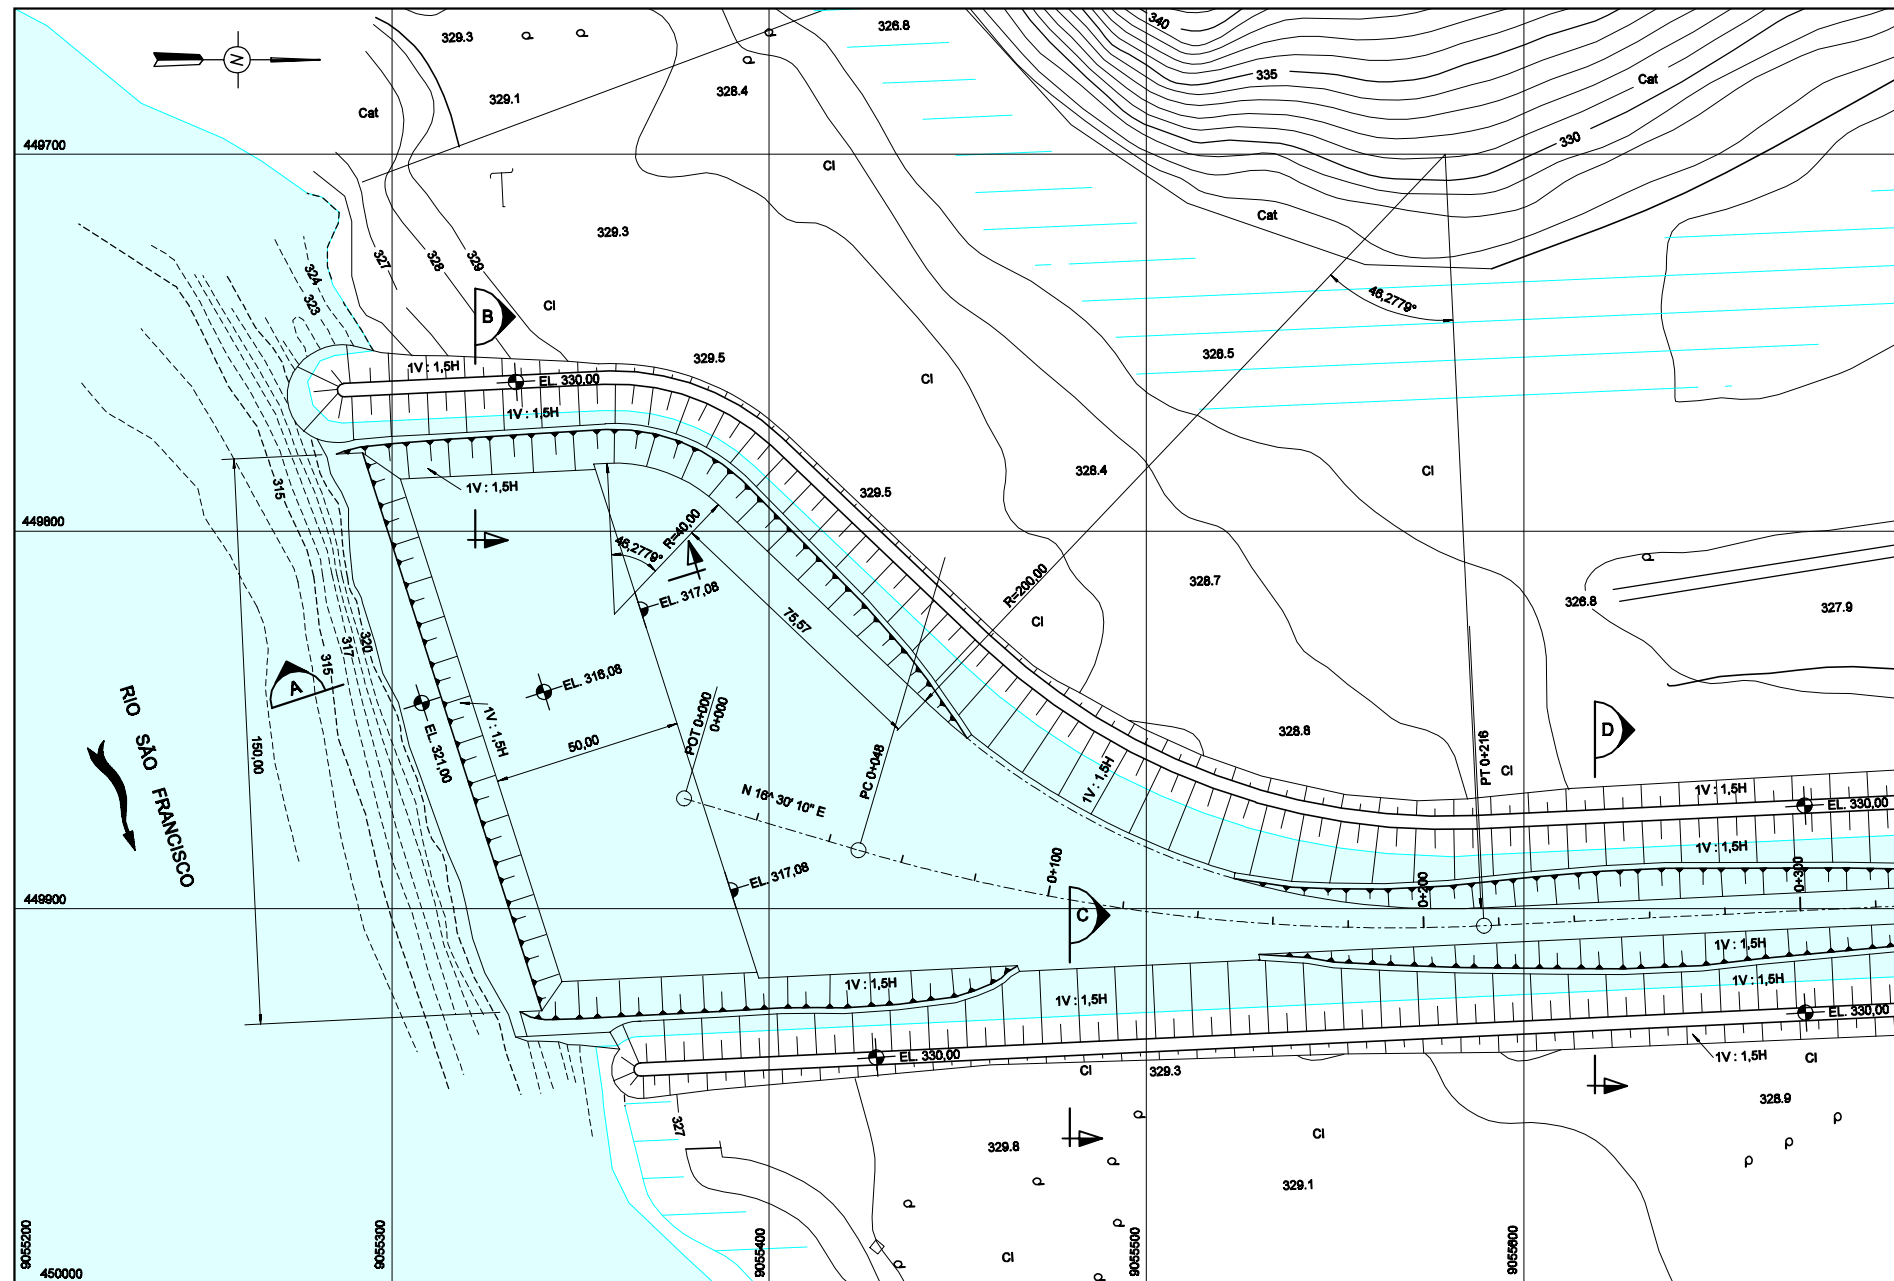 340
329.3
326.8
N
335
Cat
329.1
328.4
Cat
330
449700
Cl
Cat
329.3
327
328
329
324
323
46,2779°
B
Cl
1V : 1,5H
EL. 330,00
329.5
326.5
Cl
1V : 1,5H
328.4
Cl
315
1V : 1,5H
329.5
449800
R=40,00
46,2779°
328.7
R=200,00
EL. 317,08
Cl
326.8
327.9
75,57
320
317
315
A
EL. 316,08
RIO SÃO FRANCISCO
1V : 1,5H
EL. 321,00
150,00
50,00
POT 0+000
0+000
PC 0+048
328.8
D
PT 0+216
Cl
1V : 1,5H
1V : 1,5H
EL. 330,00
N 16^ 30' 10" E
1V : 1,5H
0+100
EL. 317,08
0+200
0+300
449900
C
1V : 1,5H
1V : 1,5H
1V : 1,5H
1V : 1,5H
EL. 330,00
EL. 330,00
1V : 1,5H
Cl
Cl
329.3
328.9
327
329.8
Cl
329.1
Cl
9055200
9055300
9055400
9055500
9055600
450000